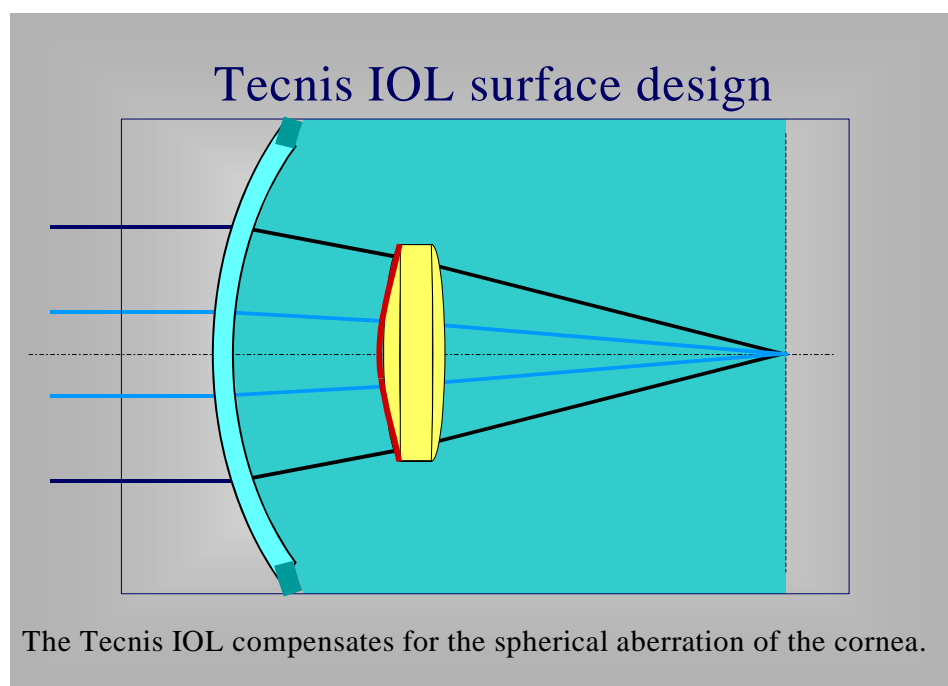 Tecnis IOL surface design
The Tecnis IOL compensates for the spherical aberration of the cornea.